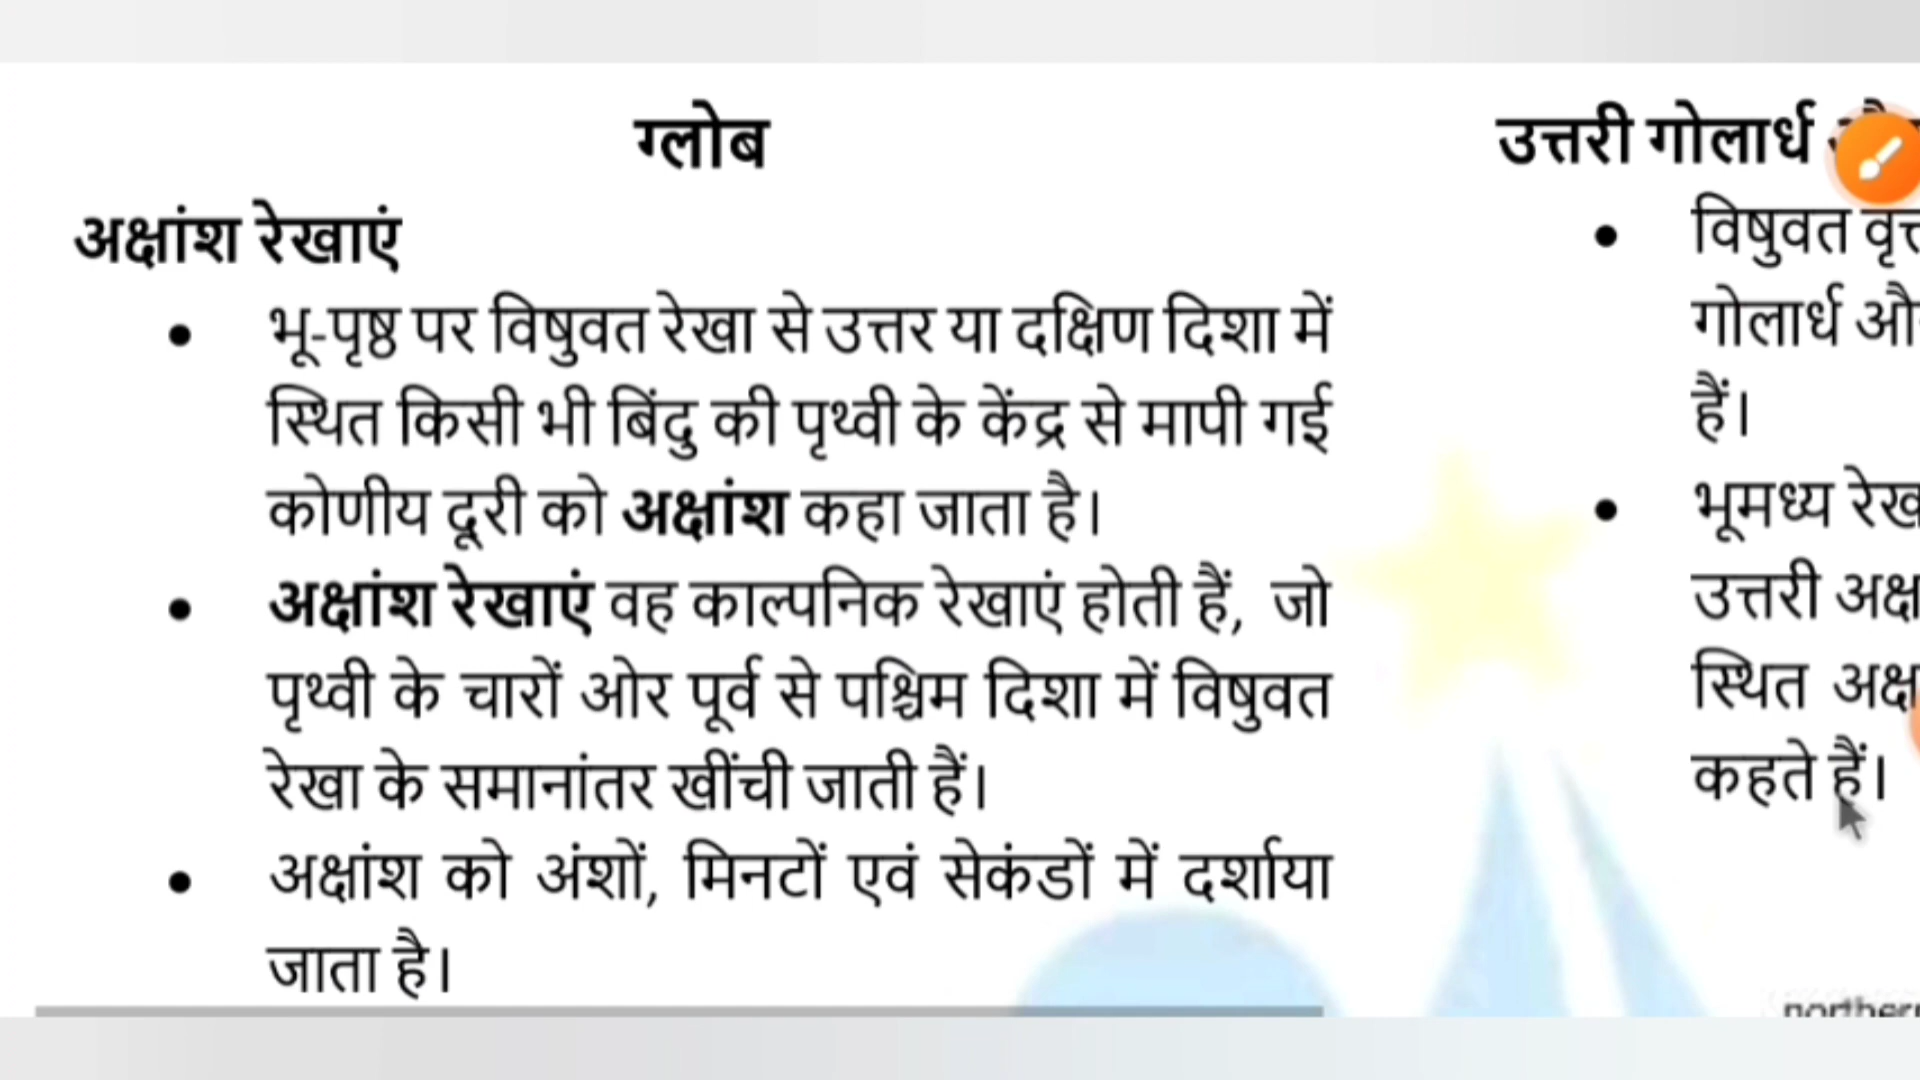 ग्लोब
अक्षांश रेखाएं
• भू-पृष्ठ पर विषुवत रेखा से उत्तर या दक्षिण दिशा में
स्थित किसी भी बिंदु की पृथ्वी के केंद्र से मापी गई
कोणीय दूरी को अक्षांश कहा जाता है।
• अक्षांश रेखाएं वह काल्पनिक रेखाएं होती हैं, जो
पृथ्वी के चारों ओर पूर्व से पश्चिम दिशा में विषुवत
रेखा के समानांतर खींची जाती हैं।
• अक्षांश को अंशों, मिनटों एवं सेकंडों में दर्शाया
जाता है।
उत्तरी गोलार्ध
• विषुवत
गोलार्ध
हैं।
• भूमध्य
उत्तरी
स्थित
कहते हैं।